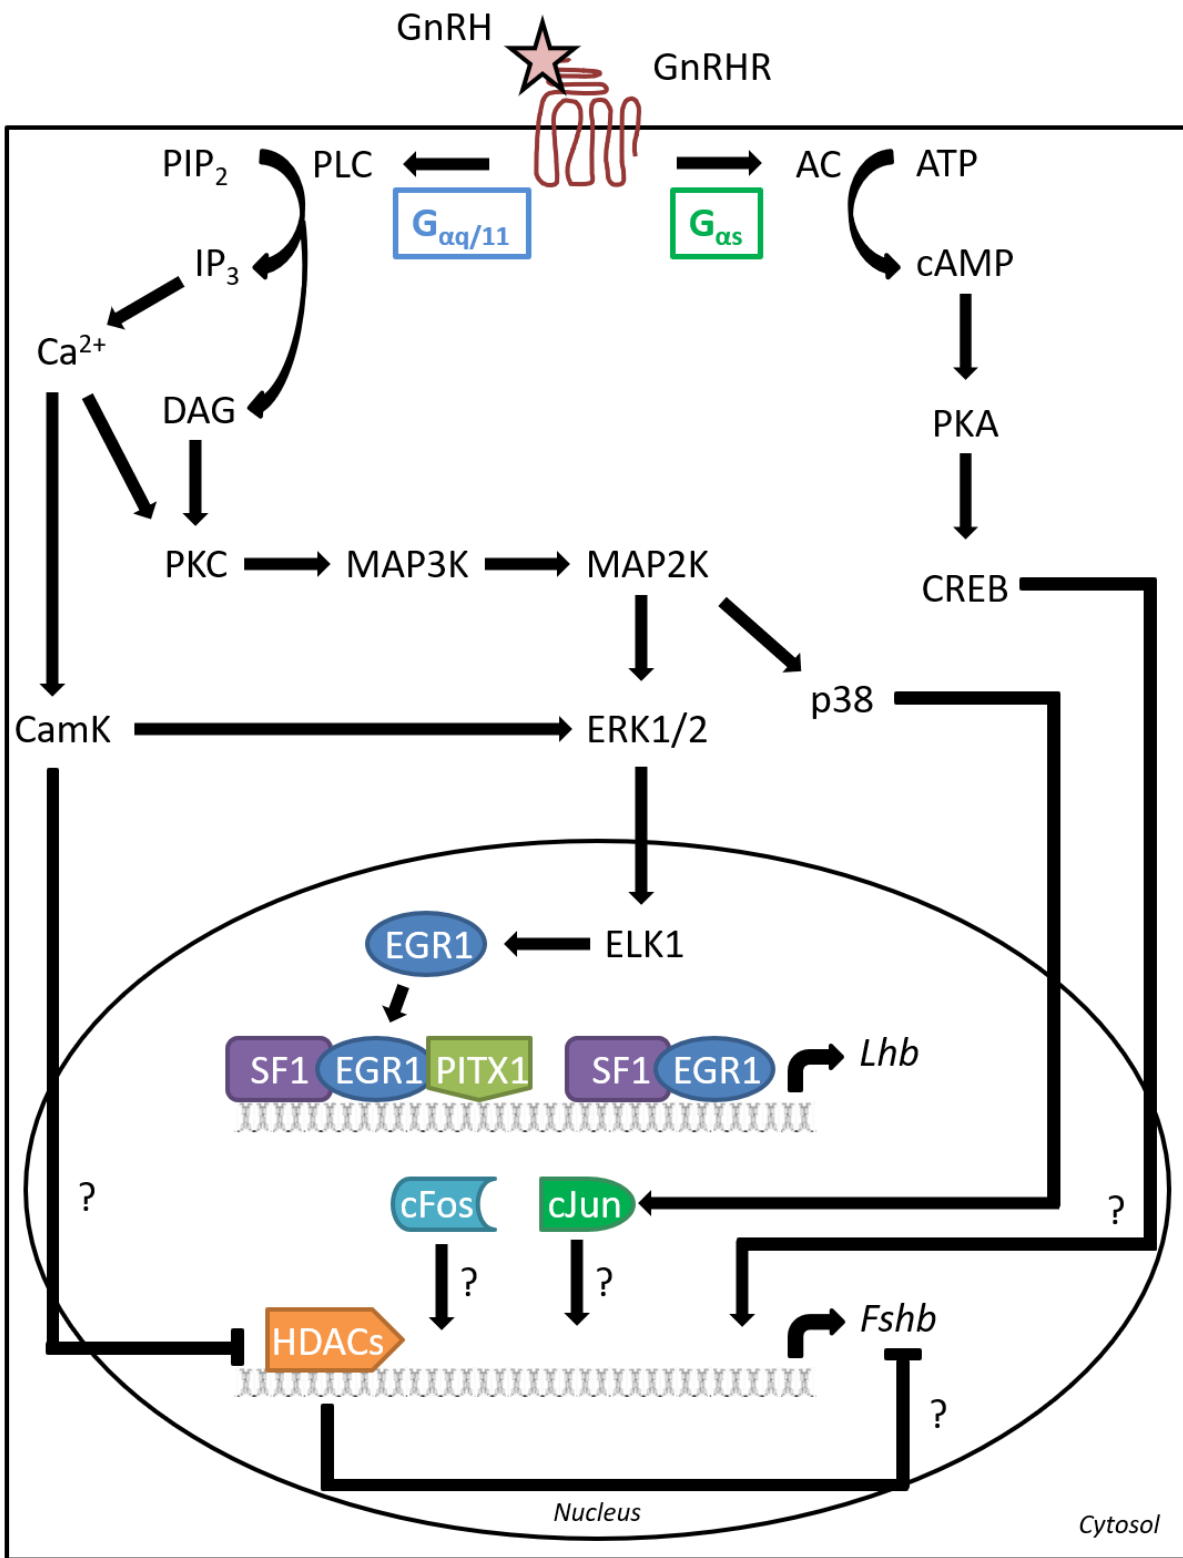 GnRH
GnRHR
PIP2
PLC
AC
ATP
Gαq/11
Gαs
IP3
cAMP
Ca2+
DAG
PKA
PKC
MAP3K
MAP2K
CREB
p38
CamK
ERK1/2
EGR1
ELK1
SF1
EGR1
PITX1
SF1
EGR1
Lhb
?
cFos
cJun
?
?
?
HDACs
Fshb
?
Nucleus
Cytosol